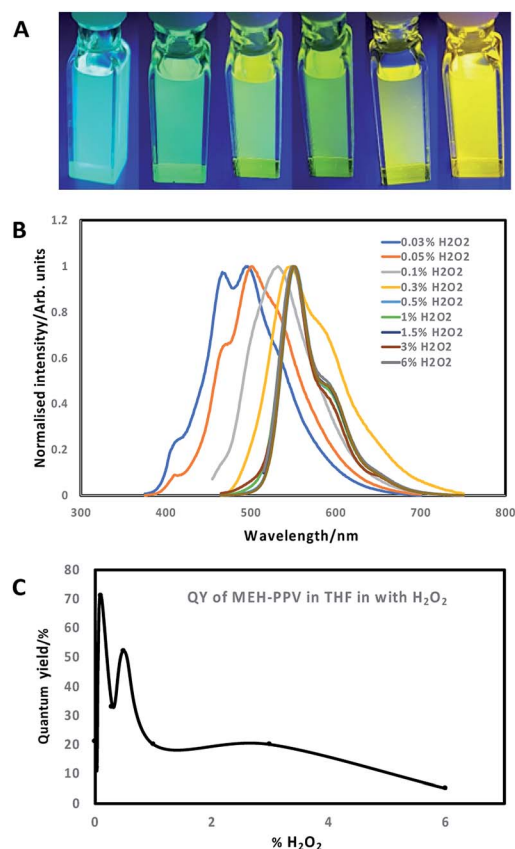 A
B
1.2
1
0.8
0.6
0.4
0.2
0
Normalised intensityy/Arb. units
0.03% H2O2
0.05% H2O2
0.1% H2O2
0.3% H2O2
0.5% H2O2
1% H2O2
1.5% H2O2
3% H2O2
6% H2O2
300 400 500 600 700 800
Wavelength/nm
C
80
70
60
50
40
30
20
10
0
Quantum yield/%
QY of MEH-PPV in THF in with H₂O₂
0 2 4 6
% H₂O₂